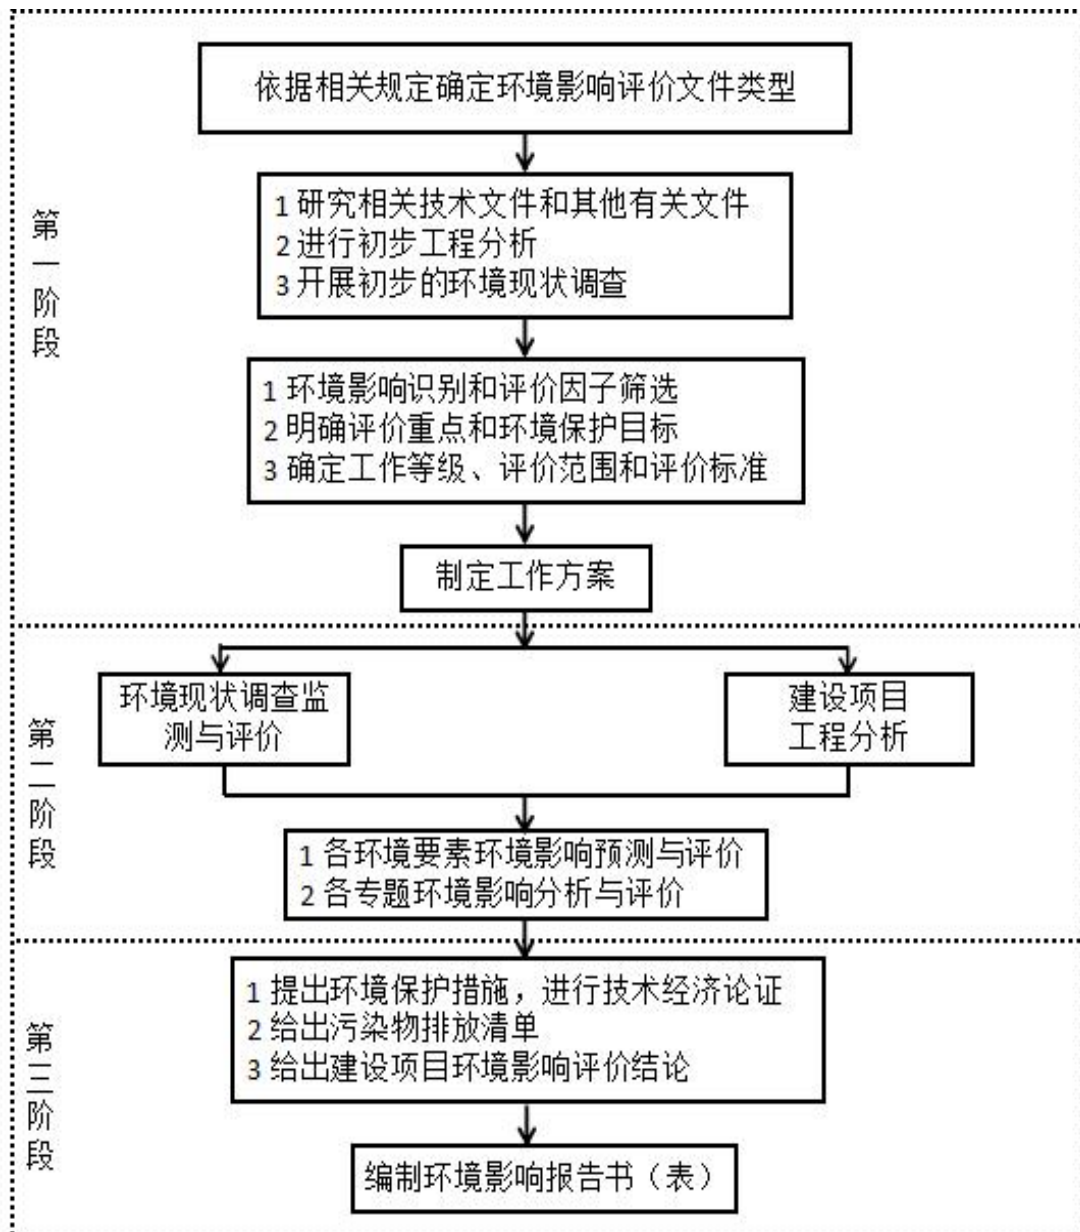 依据相关规定确定环境影响评价文件类型
第一阶段
1 研究相关技术文件和其他有关文件
2 进行初步工程分析
3 开展初步的环境现状调查
1 环境影响识别和评价因子筛选
2 明确评价重点和环境保护目标
3 确定工作等级、评价范围和评价标准
制定工作方案
第二阶段
环境现状调查监
测与评价
建设项目
工程分析
1 各环境要素环境影响预测与评价
2 各专题环境影响分析与评价
第三阶段
1 提出环境保护措施，进行技术经济论证
2 给出污染物排放清单
3 给出建设项目环境影响评价结论
编制环境影响报告书（表）